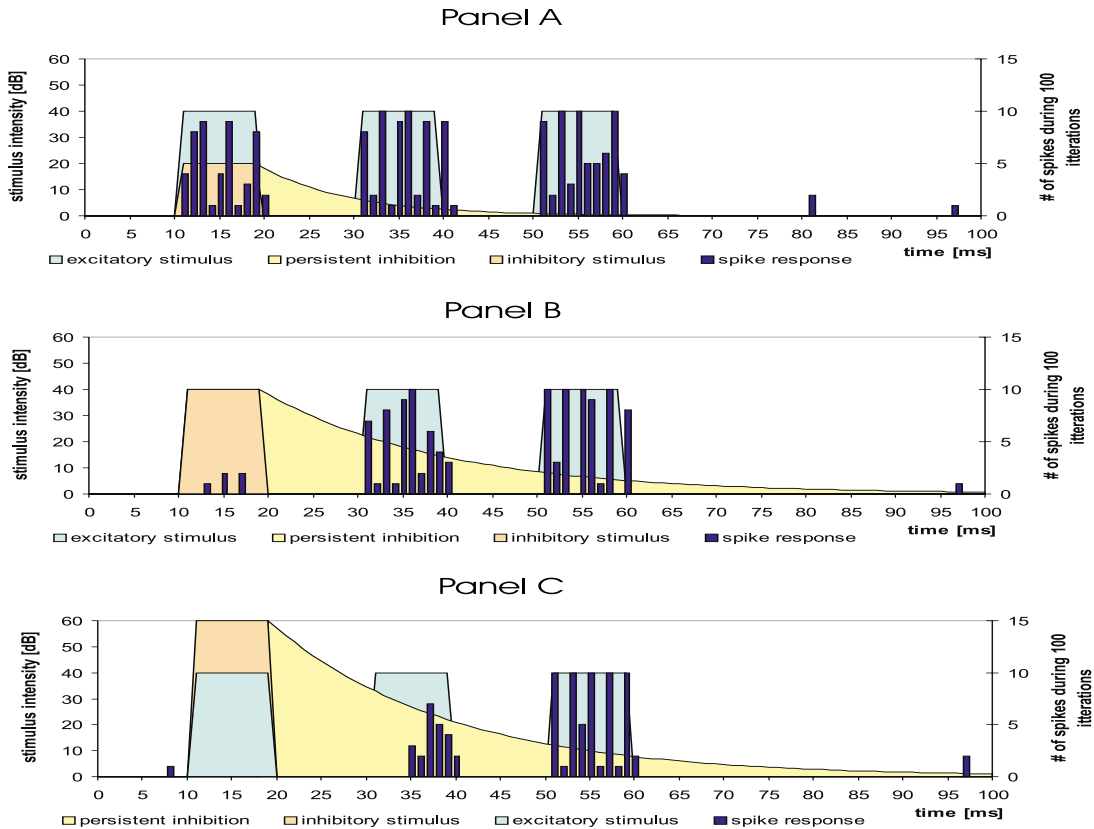 Panel A
stimulus intensity [dB]
60
50
40
30
20
10
0
15
10
5
0
# of spikes during 100
itterations
0 5 10 15 20 25 30 35 40 45 50 55 60 65 70 75 80 85 90 95 100
time [ms]
excitatory stimulus persistent inhibition inhibitory stimulus spike response
Panel B
stimulus intensity [dB]
60
50
40
30
20
10
0
15
10
5
0
# of spikes during 100
itterations
0 5 10 15 20 25 30 35 40 45 50 55 60 65 70 75 80 85 90 95 100
time [ms]
excitatory stimulus persistent inhibition inhibitory stimulus spike response
Panel C
stimulus intensity [dB]
60
50
40
30
20
10
0
15
10
5
0
# of spikes during 100
itterations
0 5 10 15 20 25 30 35 40 45 50 55 60 65 70 75 80 85 90 95 100
time [ms]
persistent inhibition inhibitory stimulus excitatory stimulus spike response